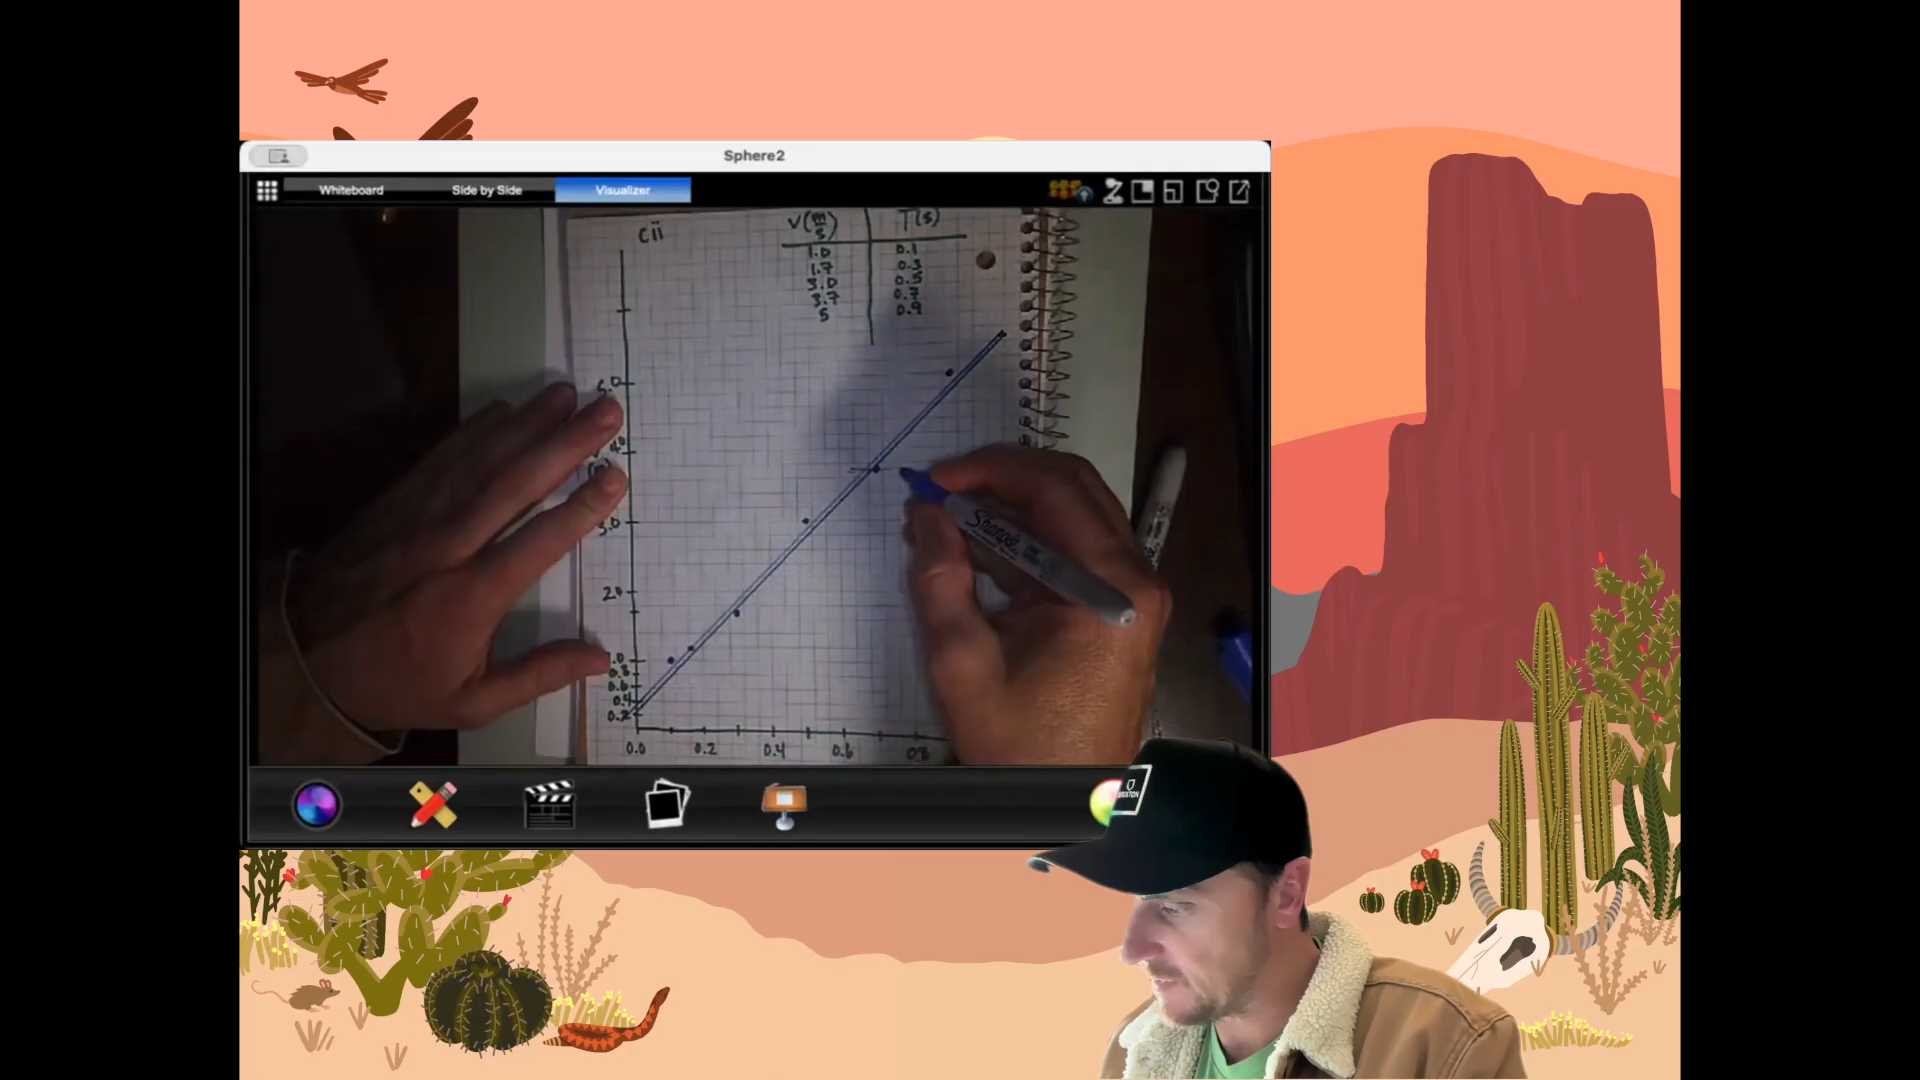 Sphere2
Whiteboard Side by Side Visualizer
cii
v(m/s) T(s)
1.0 0.1
1.7 0.3
3.0 0.5
3.7 0.7
5 0.9
5.0
4.0
3.0
2.0
1.0
0.8
0.6
0.4
0.2
0.0 0.2 0.4 0.6 0.8
Sharpie
BRIXTON